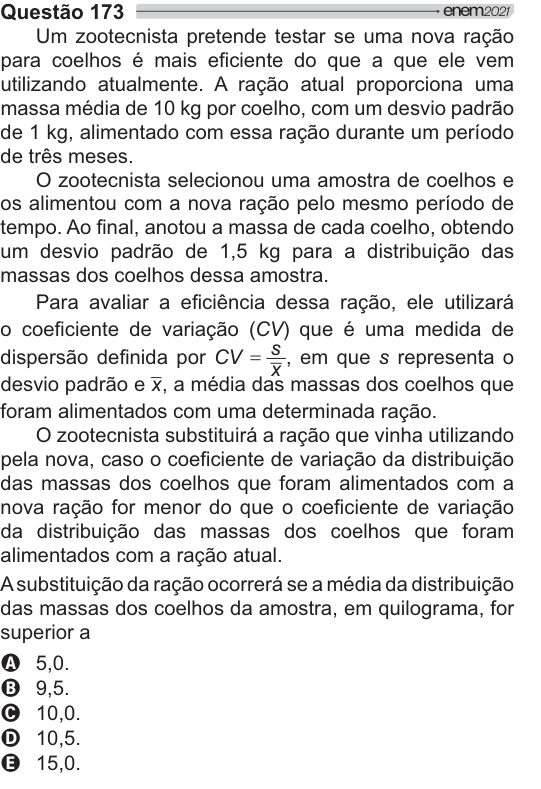 Questão 173 enem2021
Um zootecnista pretende testar se uma nova ração
para coelhos é mais eficiente do que a que ele vem
utilizando atualmente. A ração atual proporciona uma
massa média de 10 kg por coelho, com um desvio padrão
de 1 kg, alimentado com essa ração durante um período
de três meses.
O zootecnista selecionou uma amostra de coelhos e
os alimentou com a nova ração pelo mesmo período de
tempo. Ao final, anotou a massa de cada coelho, obtendo
um desvio padrão de 1,5 kg para a distribuição das
massas dos coelhos dessa amostra.
Para avaliar a eficiência dessa ração, ele utilizará
o coeficiente de variação (CV) que é uma medida de
dispersão definida por CV = s/x̅, em que s representa o
desvio padrão e x̅, a média das massas dos coelhos que
foram alimentados com uma determinada ração.
O zootecnista substituirá a ração que vinha utilizando
pela nova, caso o coeficiente de variação da distribuição
das massas dos coelhos que foram alimentados com a
nova ração for menor do que o coeficiente de variação
da distribuição das massas dos coelhos que foram
alimentados com a ração atual.
A substituição da ração ocorrerá se a média da distribuição
das massas dos coelhos da amostra, em quilograma, for
superior a
A 5,0.
B 9,5.
C 10,0.
D 10,5.
E 15,0.